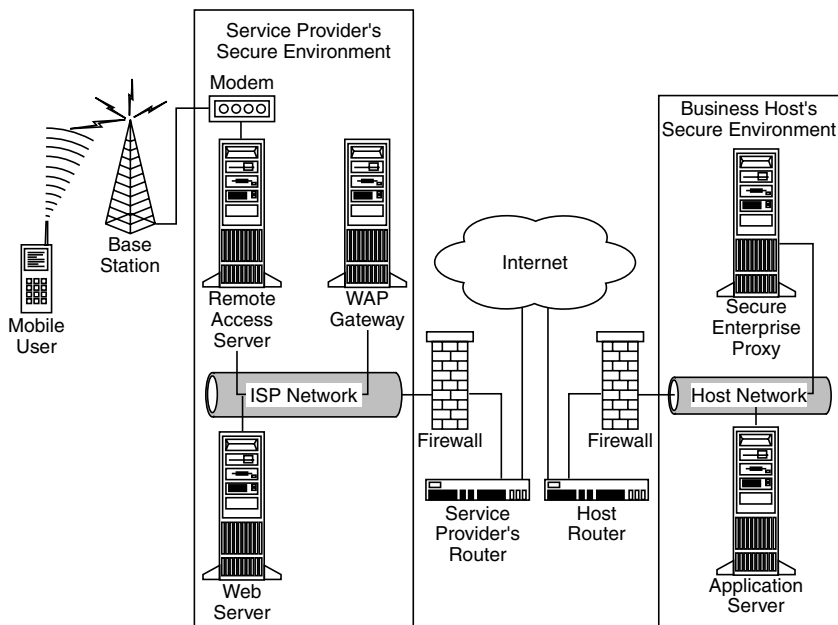 Service Provider's
Secure Environment
Modem
Business Host's
Secure Environment
Base
Station
Mobile
User
Remote
Access
Server
WAP
Gateway
Internet
Secure
Enterprise
Proxy
ISP Network
Host Network
Firewall
Firewall
Service
Provider's
Router
Host
Router
Web
Server
Application
Server